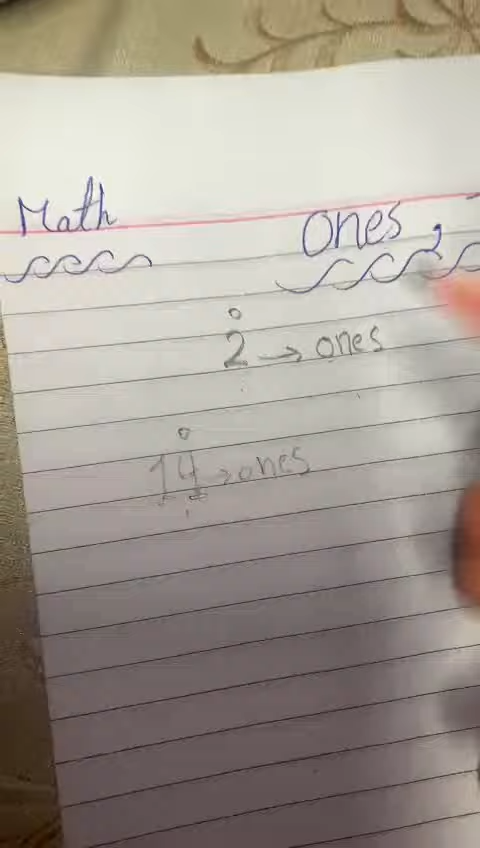 Math
ones,
o
2 → ones
o
14 → ones